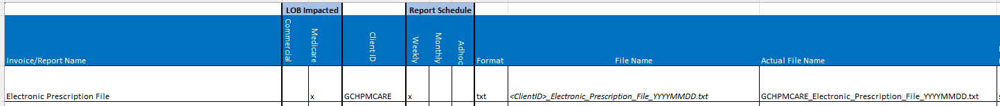 LOB Impacted Report Schedule
Invoice/Report Name Commercial Medicare Client ID Weekly Monthly Adhoc Format File Name Actual File Name
Electronic Prescription File x GCHPMCARE x txt <ClientID>_Electronic_Prescription_File_YYYYMMDD.txt GCHPMCARE_Electronic_Prescription_File_YYYYMMDD.txt